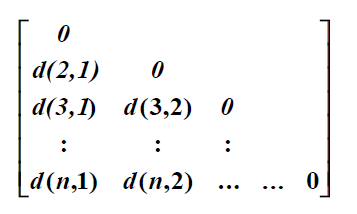 0
d(2,1) 0
d(3,1) d(3,2) 0
: : :
d(n,1) d(n,2) ... ... 0